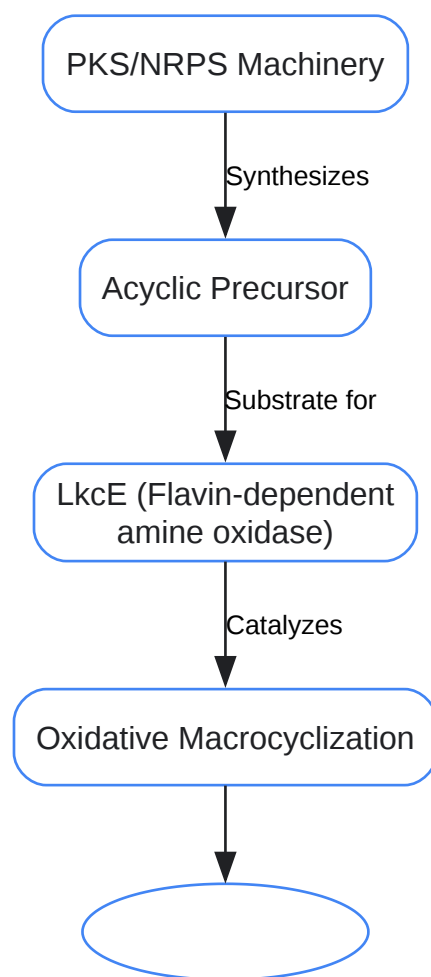 PKS/NRPS Machinery
Synthesizes
Acyclic Precursor
Substrate for
LkcE (Flavin-dependent
amine oxidase)
Catalyzes
Oxidative Macrocyclization